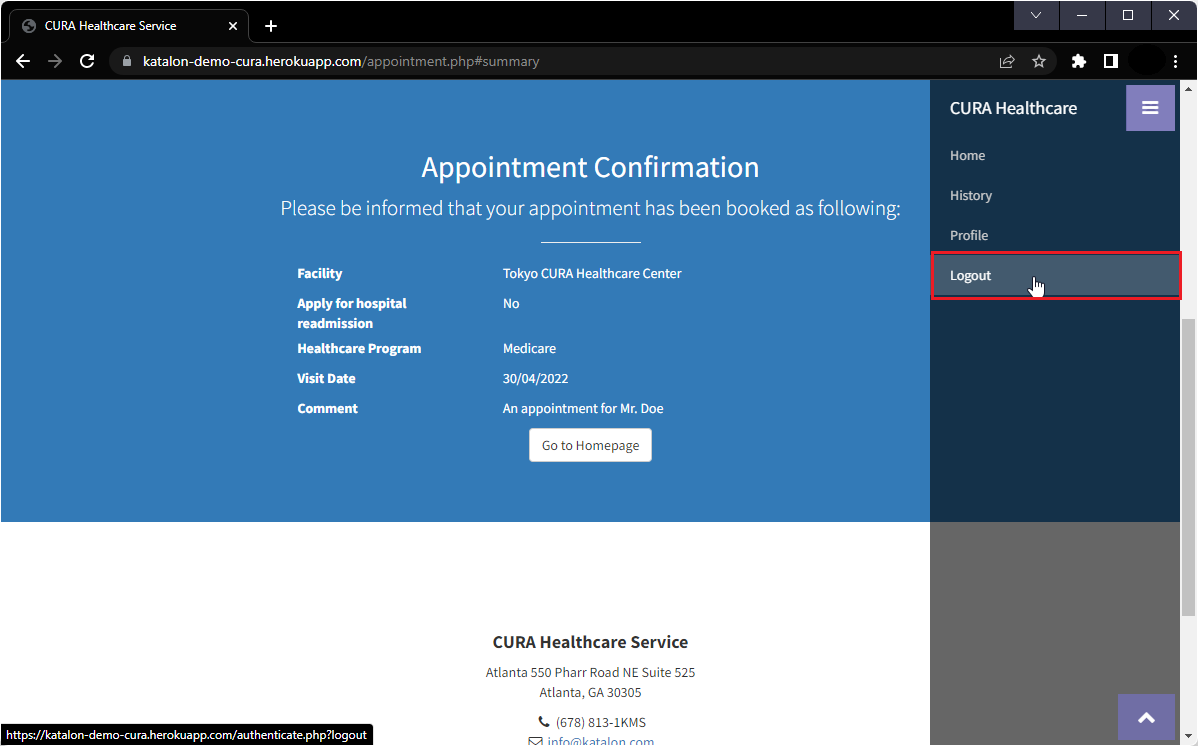 CURA Healthcare Service
katalon-demo-cura.herokuapp.com/appointment.php#summary
CURA Healthcare
Home
History
Profile
Logout
Appointment Confirmation
Please be informed that your appointment has been booked as following:
Facility Tokyo CURA Healthcare Center
Apply for hospital No
readmission
Healthcare Program Medicare
Visit Date 30/04/2022
Comment An appointment for Mr. Doe
Go to Homepage
CURA Healthcare Service
Atlanta 550 Pharr Road NE Suite 525
Atlanta, GA 30305
(678) 813-1KMS
info@katalon.com
https://katalon-demo-cura.herokuapp.com/authenticate.php?logout